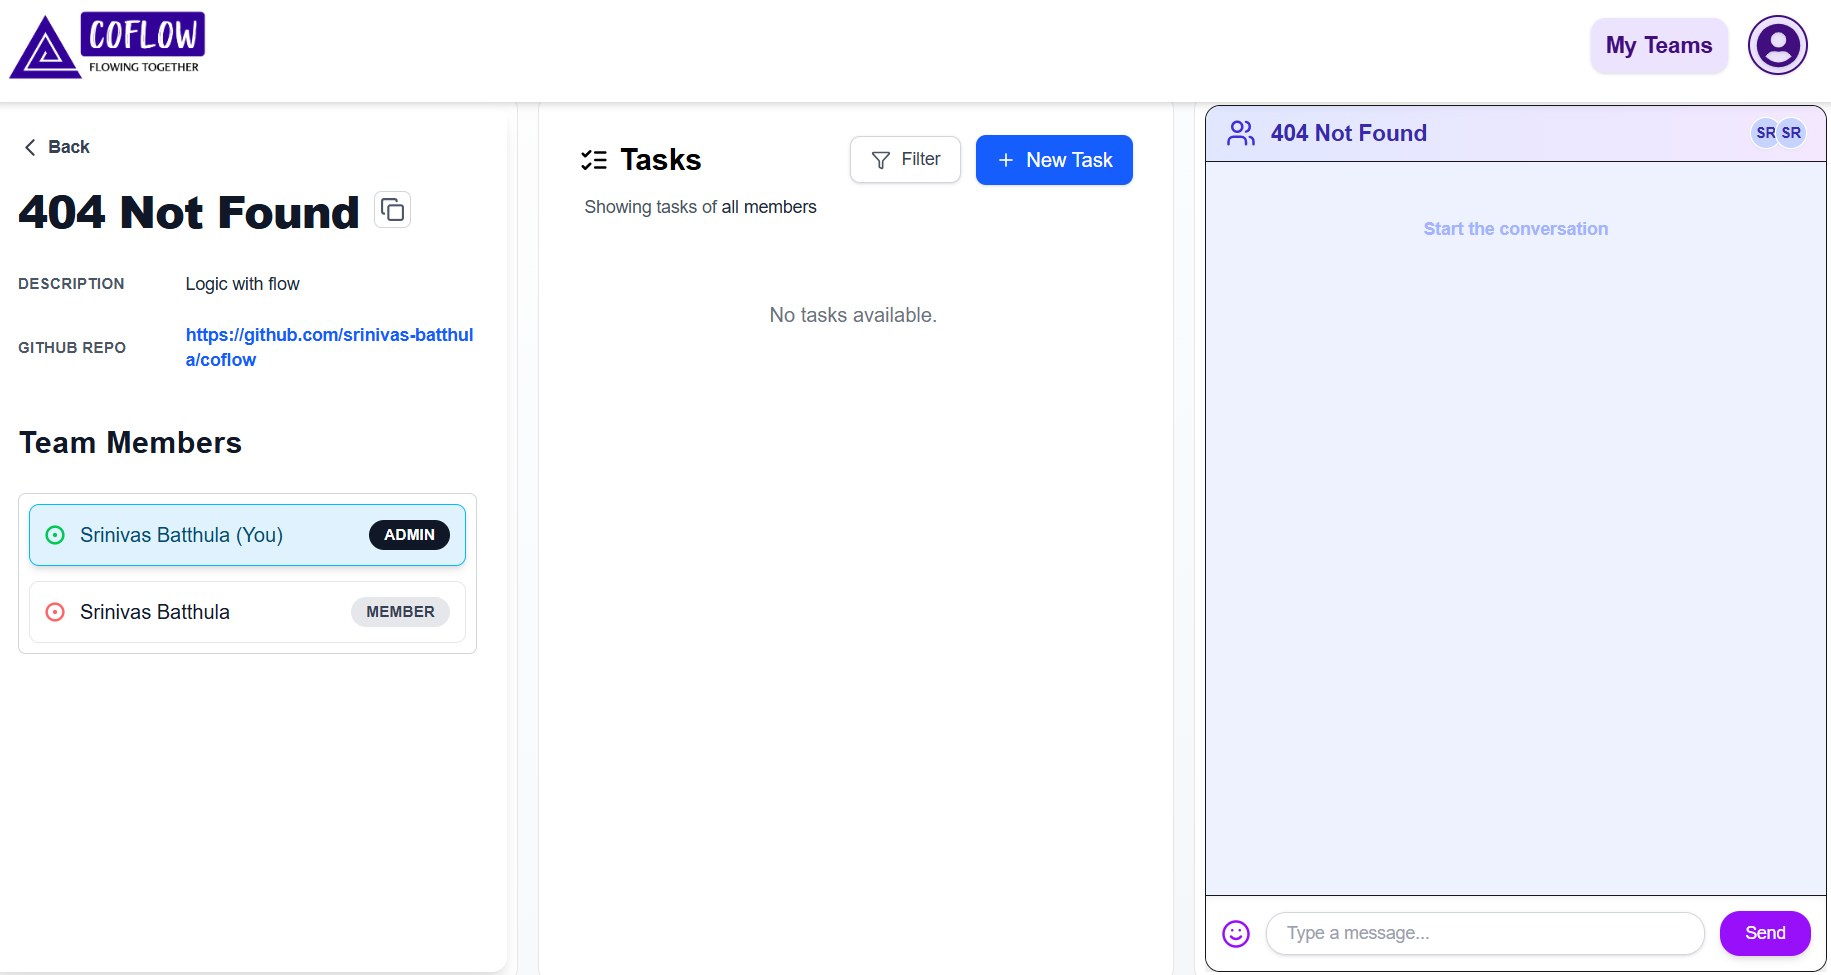 COFLOW
FLOWING TOGETHER
My Teams
Back
404 Not Found
DESCRIPTION
Logic with flow
GITHUB REPO
https://github.com/srinivas-batthul
a/coflow
Team Members
Srinivas Batthula (You)
ADMIN
Srinivas Batthula
MEMBER
Tasks
Filter
New Task
Showing tasks of all members
No tasks available.
404 Not Found
SR
SR
Start the conversation
Type a message...
Send